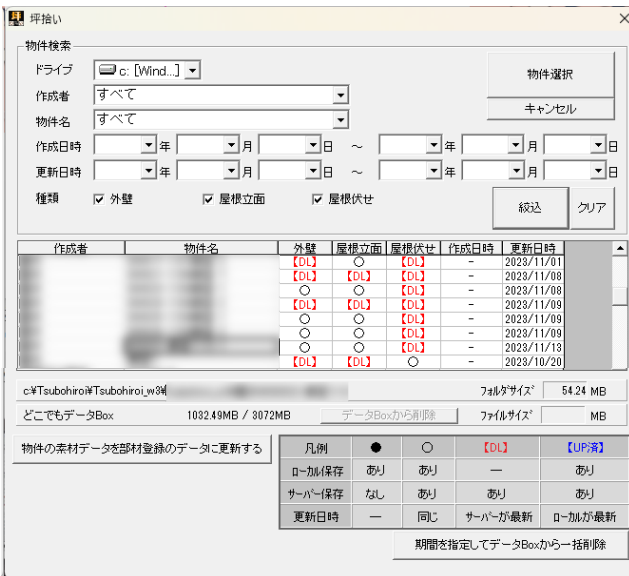 坪拾い
物件検索
ドライブ c: [Wind...]
物件選択
作成者 すべて
キャンセル
物件名 すべて
作成日時 年 月 日 ～ 年 月 日
更新日時 年 月 日 ～ 年 月 日
種類 外壁 屋根立面 屋根伏せ 絞込 クリア
作成者 物件名 外壁 屋根立面 屋根伏せ 作成日時 更新日時
【DL】 ○ 【DL】 - 2023/11/01
【DL】 【DL】 【DL】 - 2023/11/08
○ ○ 【DL】 - 2023/11/08
【DL】 【DL】 【DL】 - 2023/11/09
○ ○ 【DL】 - 2023/11/09
○ ○ 【DL】 - 2023/11/09
○ ○ 【DL】 - 2023/11/13
【DL】 【DL】 ○ - 2023/10/20
c:¥Tsubohiroi¥Tsubohiroi_w3¥ ﾌｫﾙﾀﾞｻｲｽﾞ 54.24 MB
どこでもデータBox 1032.49MB / 3072MB データBoxから削除 ﾌｧｲﾙｻｲｽﾞ MB
物件の素材データを部材登録のデータに更新する
凡例 ● ○ 【DL】 【UP済】
ﾛｰｶﾙ保存 あり あり ― あり
ｻｰﾊﾞｰ保存 なし あり あり あり
更新日時 ― 同じ ｻｰﾊﾞｰが最新 ﾛｰｶﾙが最新
期間を指定してデータBoxから一括削除